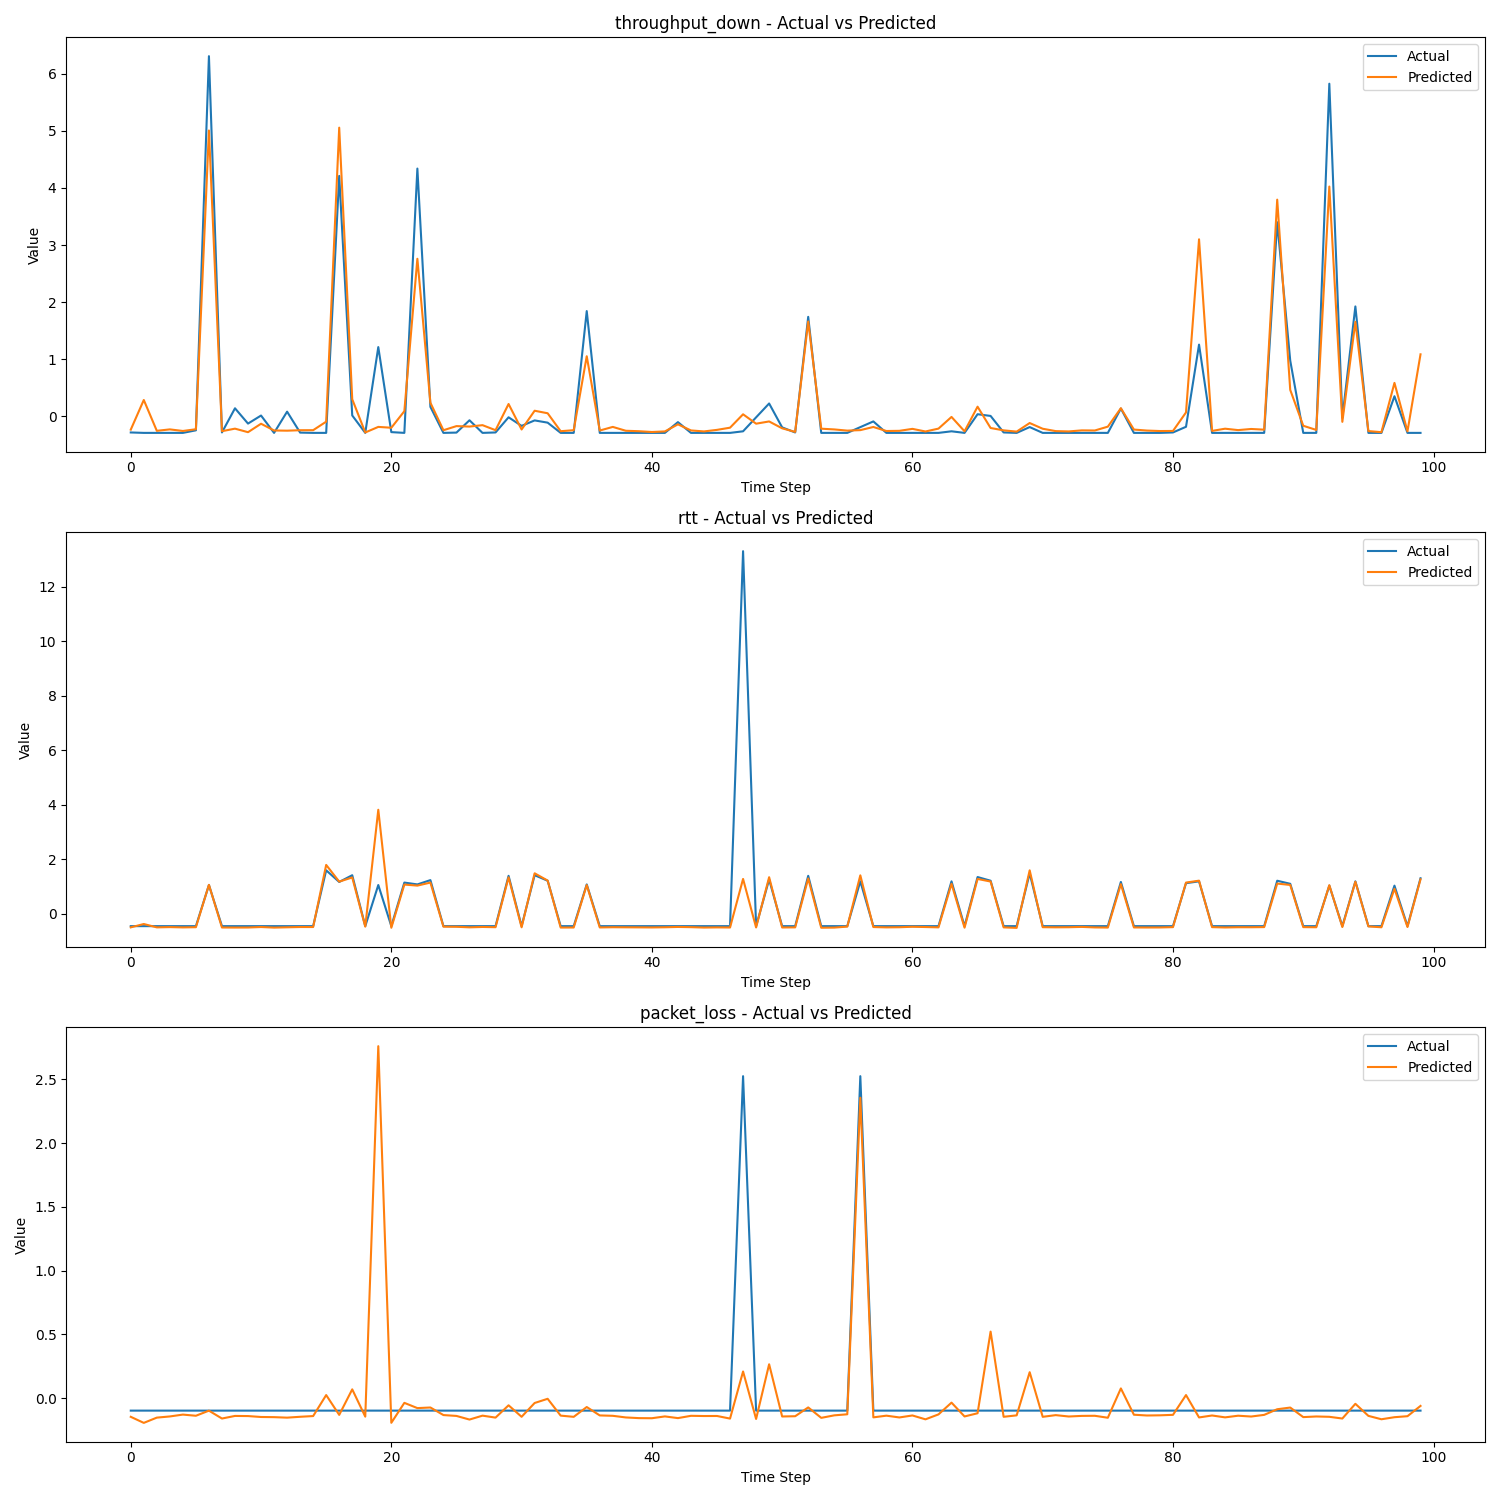 throughput_down - Actual vs Predicted
Actual
Predicted
Value
6
5
4
3
2
1
0
0 20 40 60 80 100
Time Step
rtt - Actual vs Predicted
Actual
Predicted
Value
12
10
8
6
4
2
0
0 20 40 60 80 100
Time Step
packet_loss - Actual vs Predicted
Actual
Predicted
Value
2.5
2.0
1.5
1.0
0.5
0.0
0 20 40 60 80 100
Time Step